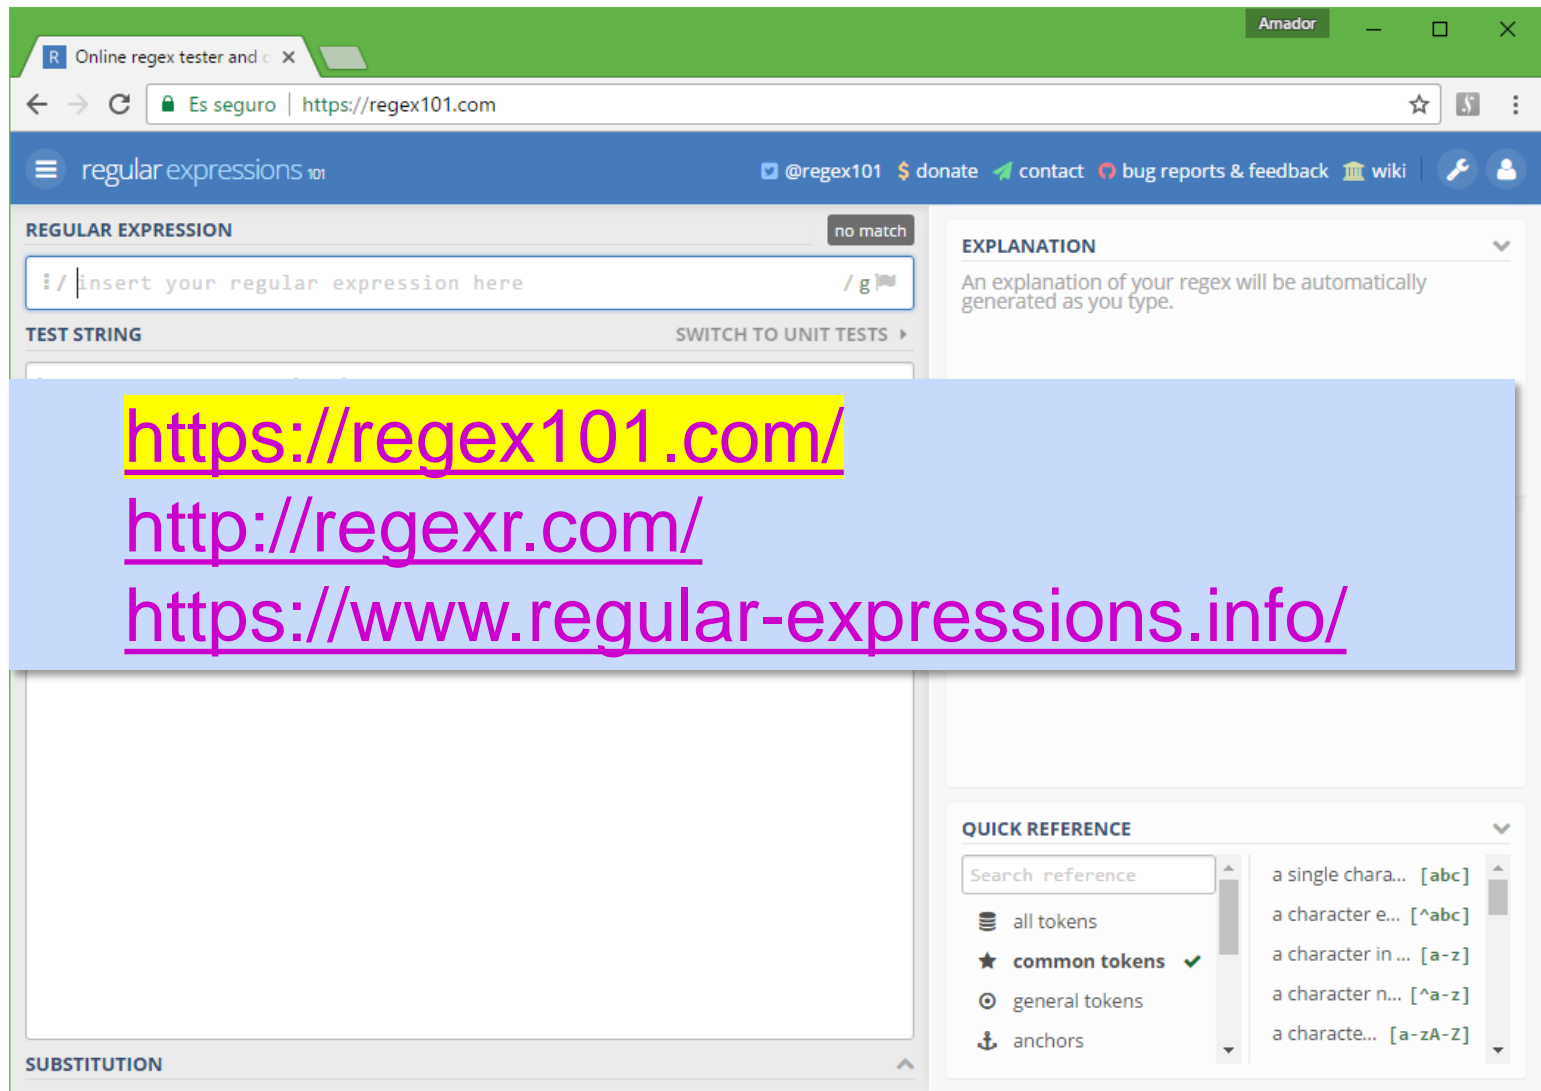 Amador
R Online regex tester and d
Es seguro | https://regex101.com
regular expressions 101
@regex101 $ donate contact bug reports & feedback wiki
REGULAR EXPRESSION
no match
/ insert your regular expression here / g
TEST STRING
SWITCH TO UNIT TESTS
EXPLANATION
An explanation of your regex will be automatically
generated as you type.
https://regex101.com/
http://regexr.com/
https://www.regular-expressions.info/
QUICK REFERENCE
Search reference
all tokens
common tokens
general tokens
anchors
a single chara... [abc]
a character e... [^abc]
a character in ... [a-z]
a character n... [^a-z]
a characte... [a-zA-Z]
SUBSTITUTION